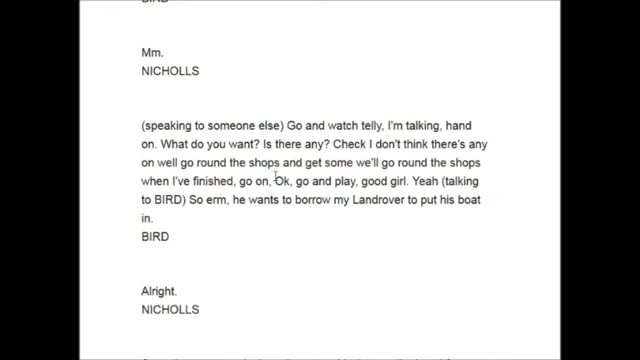 BIRD
Mm.
NICHOLLS
(speaking to someone else) Go and watch telly, I'm talking, hand
on. What do you want? Is there any? Check I don't think there's any
on well go round the shops and get some we'll go round the shops
when I've finished, go on, Ok, go and play, good girl. Yeah (talking
to BIRD) So erm, he wants to borrow my Landrover to put his boat
in.
BIRD
Alright.
NICHOLLS